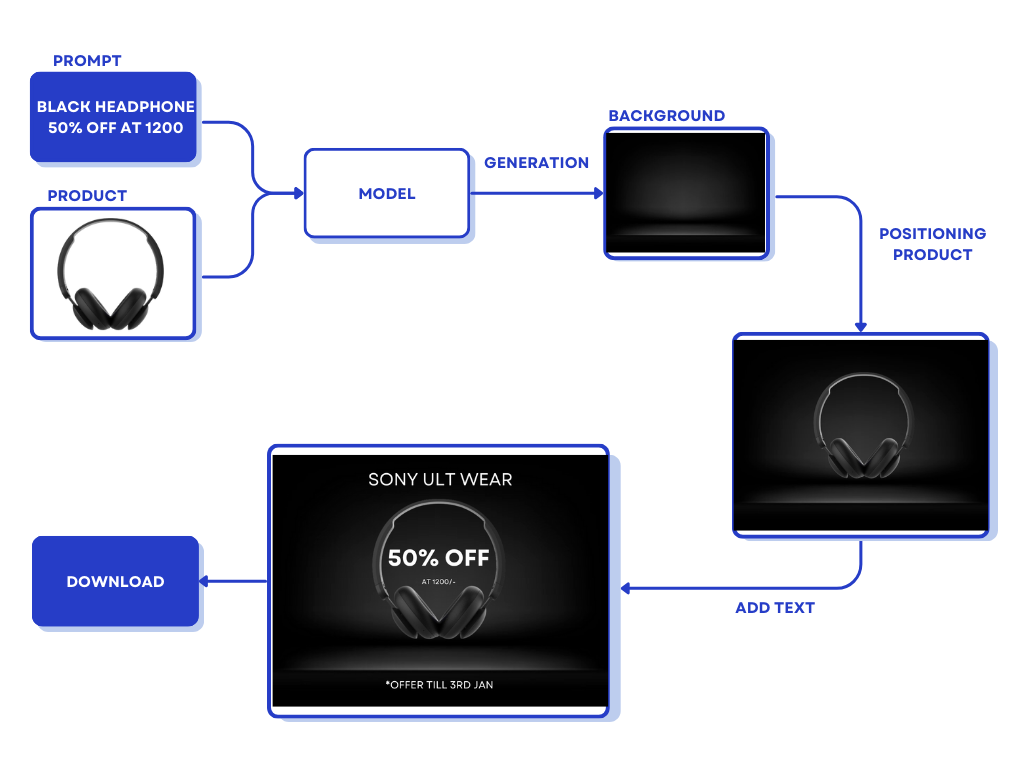 PROMPT
BLACK HEADPHONE
50% OFF AT 1200
PRODUCT
MODEL
GENERATION
BACKGROUND
POSITIONING
PRODUCT
ADD TEXT
SONY ULT WEAR
50% OFF
AT 1200/-
*OFFER TILL 3RD JAN
DOWNLOAD